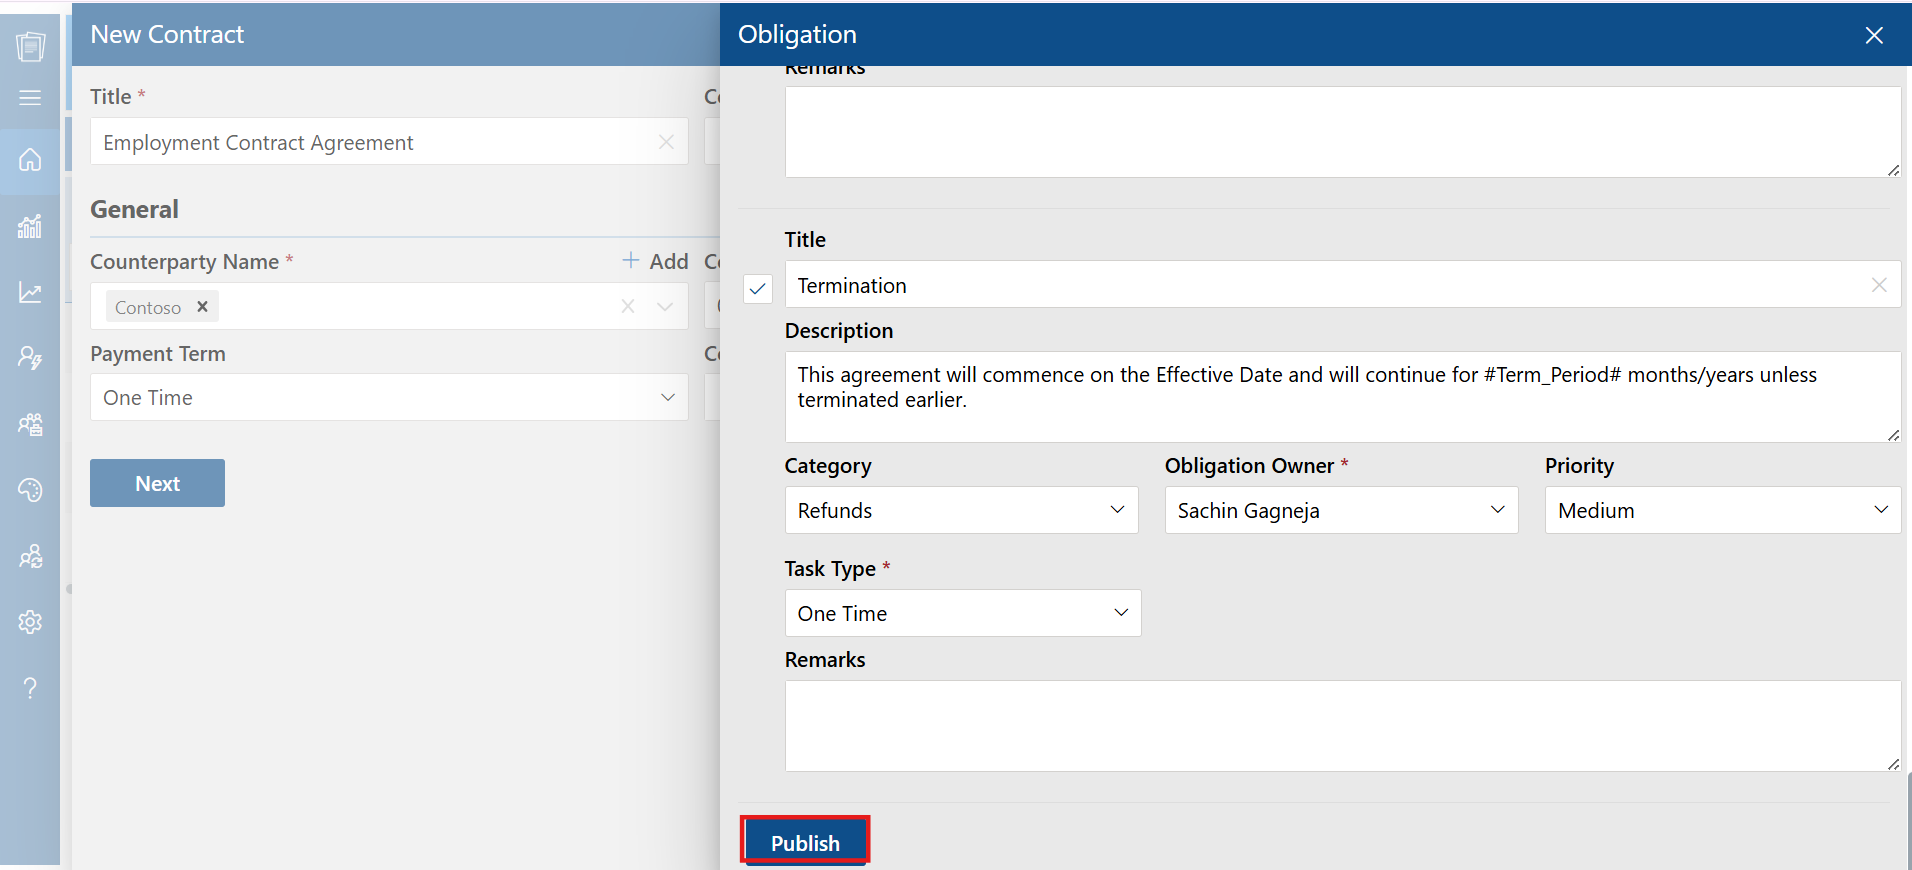 New Contract
Title *
Employment Contract Agreement
General
Counterparty Name *
Add
Contoso
Payment Term
One Time
Next
Obligation
Remarks
Title
Termination
Description
This agreement will commence on the Effective Date and will continue for #Term_Period# months/years unless
terminated earlier.
Category
Obligation Owner *
Priority
Refunds
Sachin Gagneja
Medium
Task Type *
One Time
Remarks
Publish